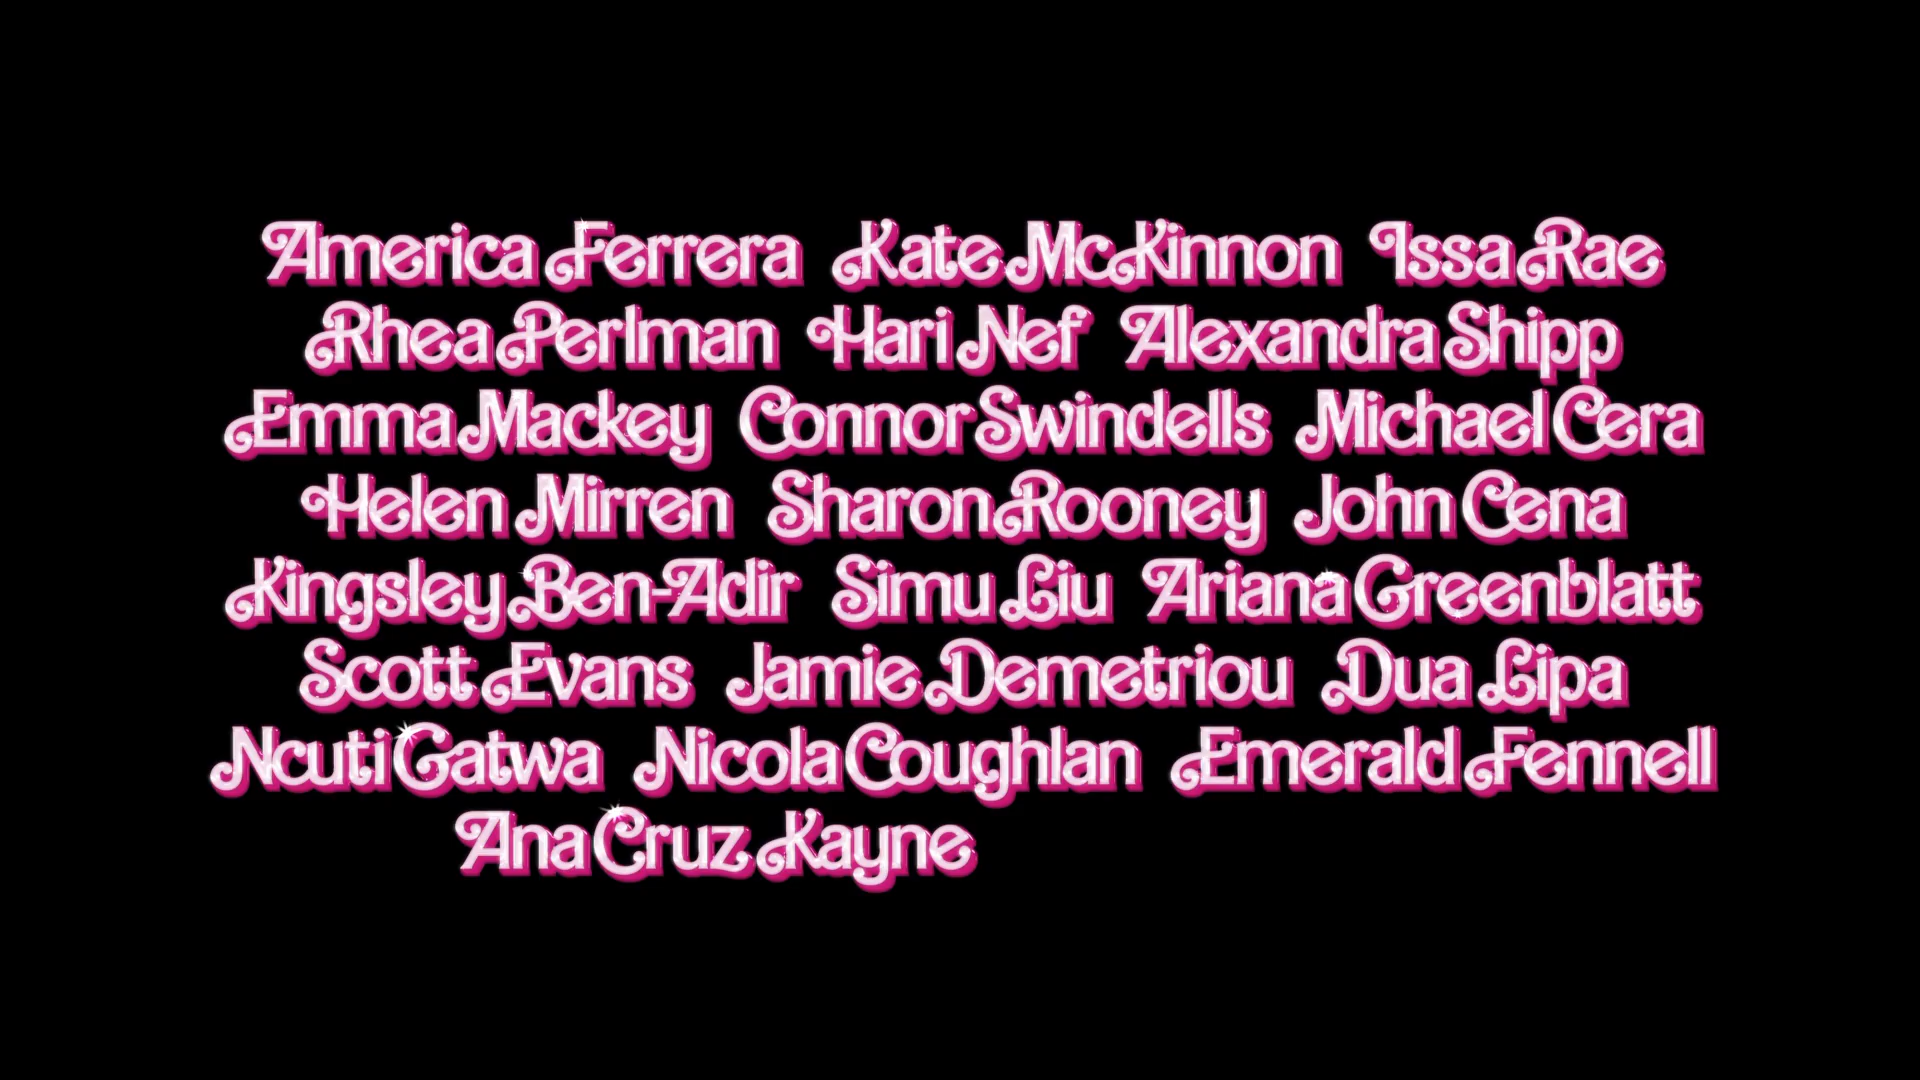 America Ferrera Kate McKinnon Issa Rae
Rhea Perlman Hari Nef Alexandra Shipp
Emma Mackey Connor Swindells Michael Cera
Helen Mirren Sharon Rooney John Cena
Kingsley Ben-Adir Simu Liu Ariana Greenblatt
Scott Evans Jamie Demetriou Dua Lipa
Ncuti Gatwa Nicola Coughlan Emerald Fennell
Ana Cruz Kayne